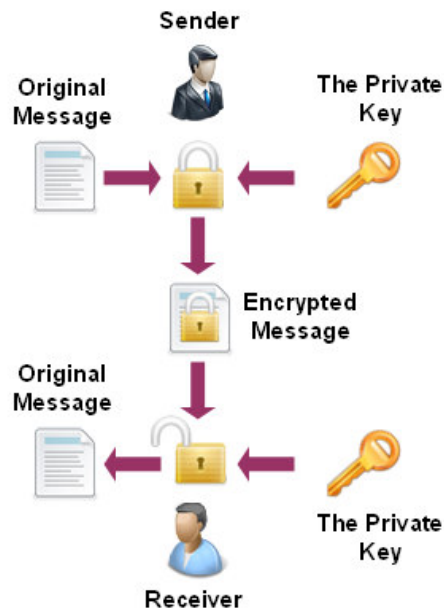 Sender
Original
Message
The Private
Key
Encrypted
Message
Original
Message
The Private
Key
Receiver